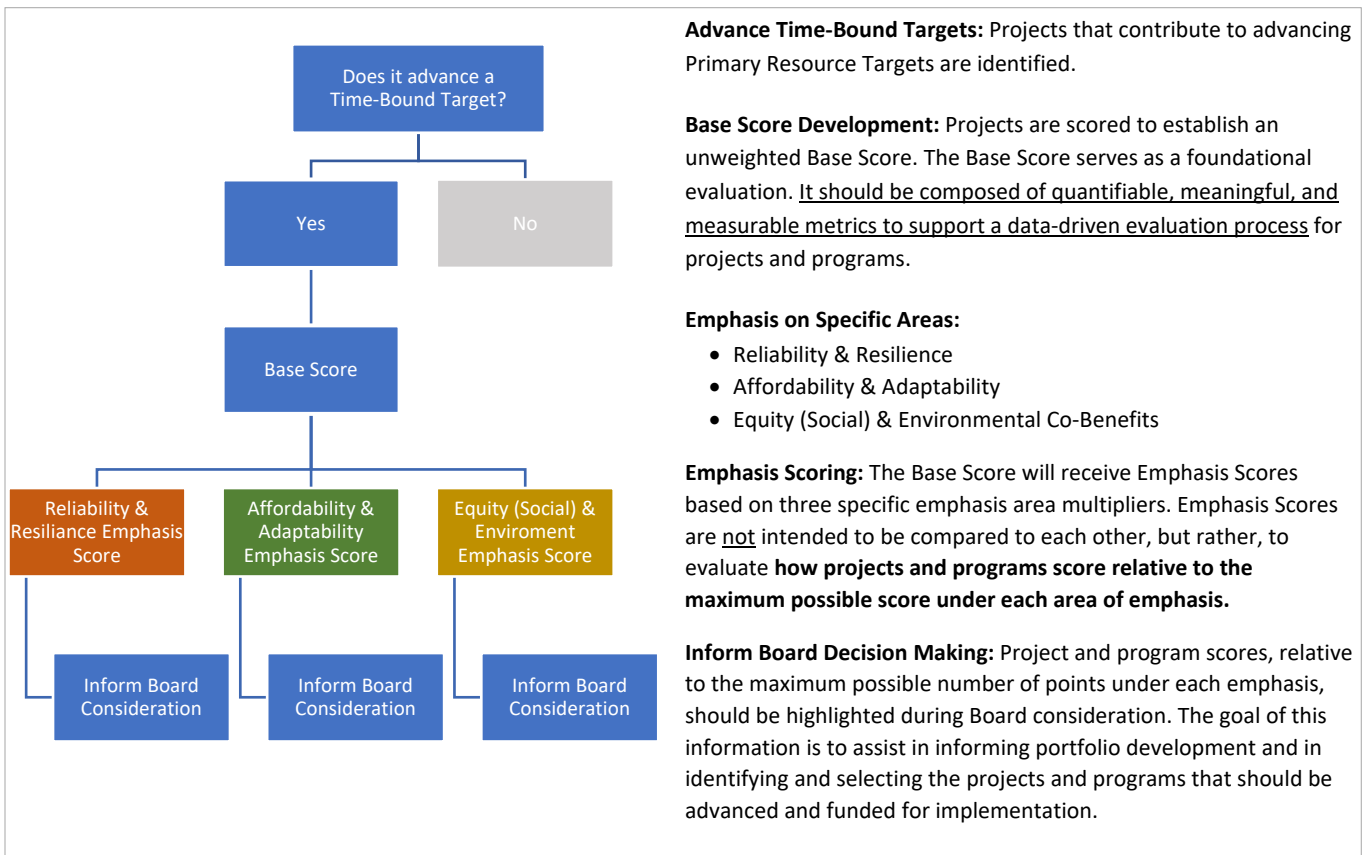 Does it advance a
Time-Bound Target?
Yes
No
Base Score
Reliability &
Resiliance Emphasis
Score
Affordability &
Adaptability
Emphasis Score
Equity (Social) &
Enviroment
Emphasis Score
Inform Board
Consideration
Inform Board
Consideration
Inform Board
Consideration
Advance Time-Bound Targets: Projects that contribute to advancing
Primary Resource Targets are identified.
Base Score Development: Projects are scored to establish an
unweighted Base Score. The Base Score serves as a foundational
evaluation. It should be composed of quantifiable, meaningful, and
measurable metrics to support a data-driven evaluation process for
projects and programs.
Emphasis on Specific Areas:
• Reliability & Resilience
• Affordability & Adaptability
• Equity (Social) & Environmental Co-Benefits
Emphasis Scoring: The Base Score will receive Emphasis Scores
based on three specific emphasis area multipliers. Emphasis Scores
are not intended to be compared to each other, but rather, to
evaluate how projects and programs score relative to the
maximum possible score under each area of emphasis.
Inform Board Decision Making: Project and program scores, relative
to the maximum possible number of points under each emphasis,
should be highlighted during Board consideration. The goal of this
information is to assist in informing portfolio development and in
identifying and selecting the projects and programs that should be
advanced and funded for implementation.